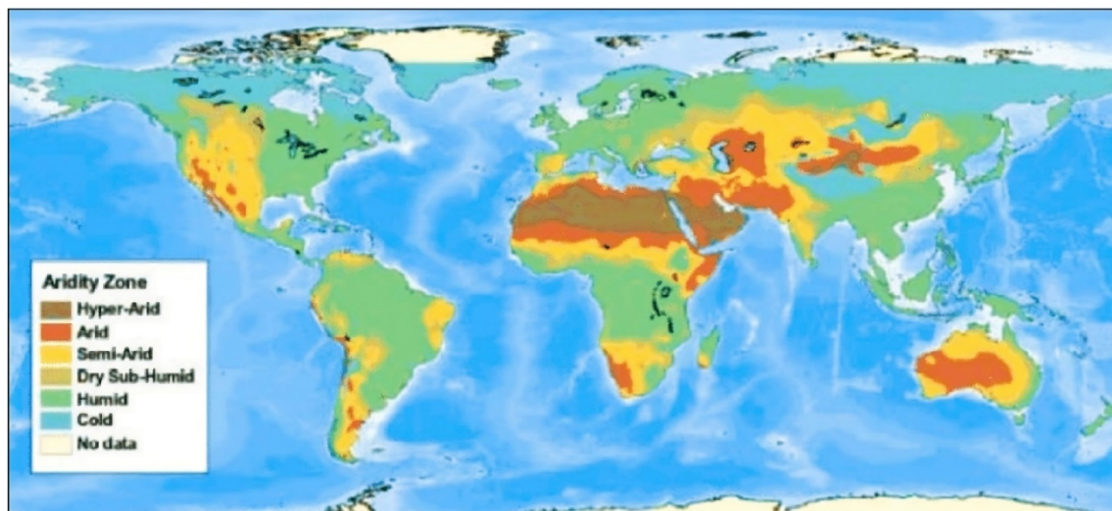 Aridity Zone
Hyper-Arid
Arid
Semi-Arid
Dry Sub-Humid
Humid
Cold
No data